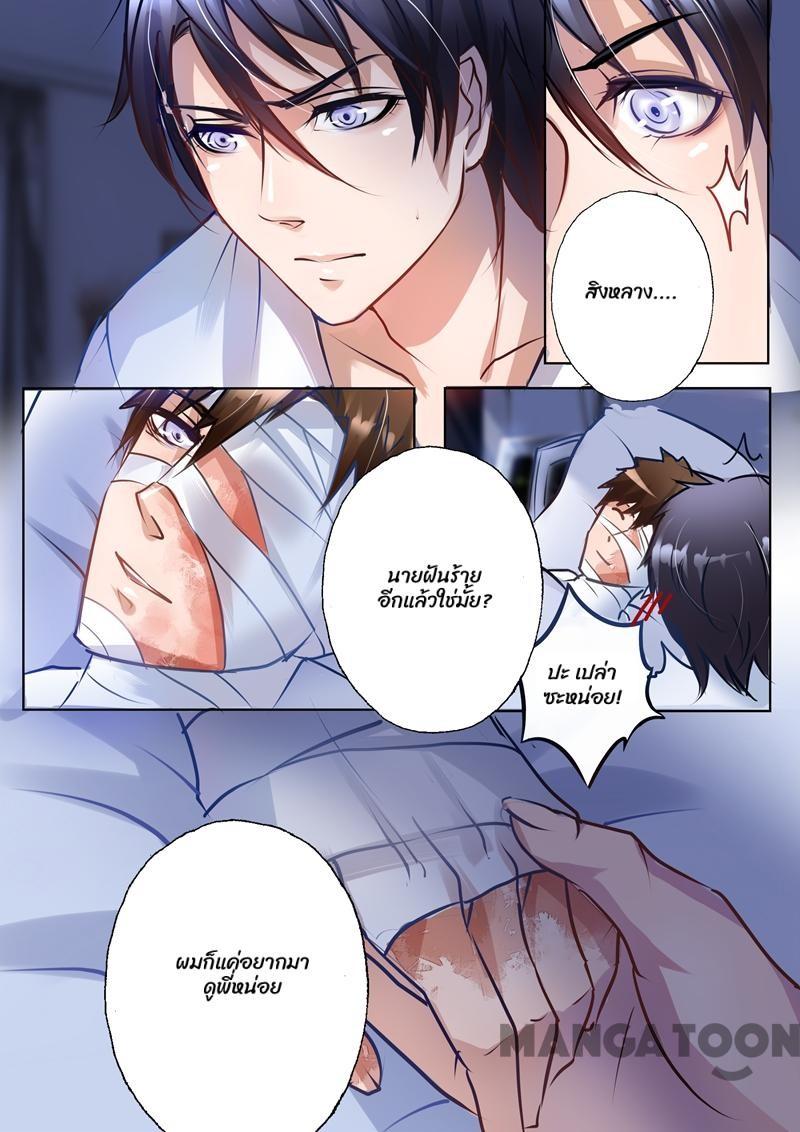 สิงหลาง....
นายฝันร้าย
อีกแล้วใช่มั้ย?
ปะ เปล่า
ซะหน่อย!
ผมก็แค่อยากมา
ดูพี่หน่อย
MANGATOON